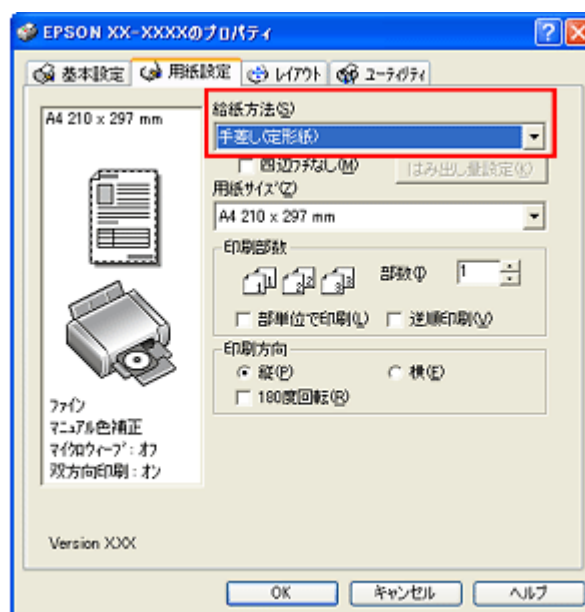 EPSON XX-XXXXのプロパティ
基本設定 用紙設定 レイアウト ユーティリティ
A4 210 x 297 mm
給紙方法(S)
手差し(定形紙)
四辺フチなし(M) はみ出し量設定(K)
用紙サイズ(Z)
A4 210 x 297 mm
印刷部数
1 1 2 2 3 3
部数(I) 1
部単位で印刷(L) 逆順印刷(V)
印刷方向
縦(P) 横(E)
180度回転(R)
ファイン
マニュアル色補正
マイクロウィーブ：オフ
双方向印刷：オン
Version XXX
OK キャンセル ヘルプ